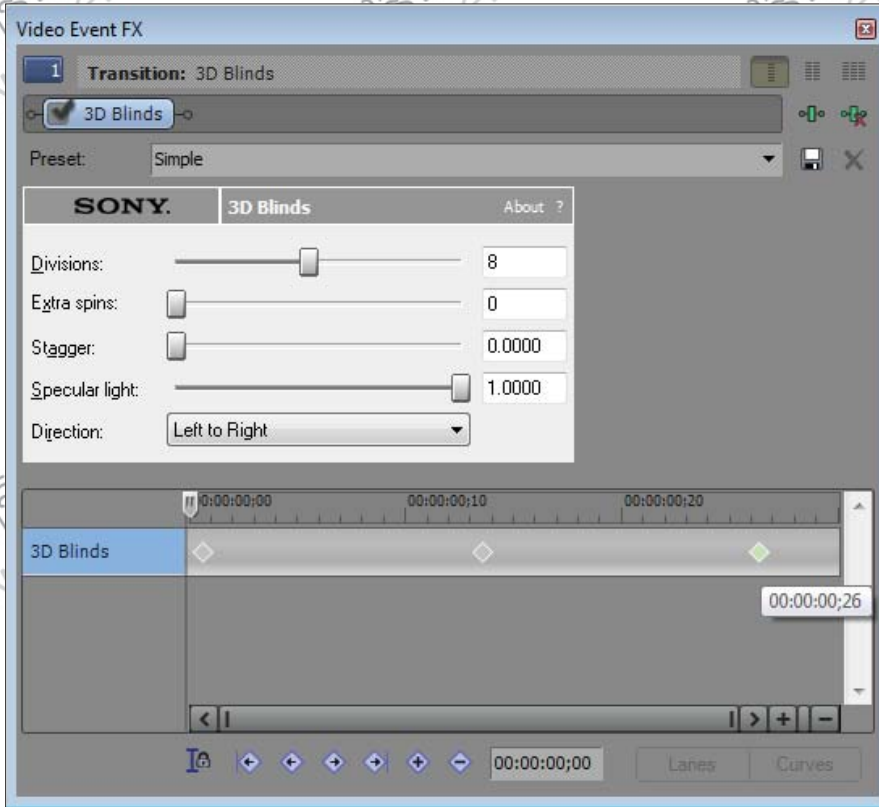 Video Event FX
1 Transition: 3D Blinds
3D Blinds
Preset: Simple
SONY. 3D Blinds About ?
Divisions: 8
Extra spins: 0
Stagger: 0.0000
Specular light: 1.0000
Direction: Left to Right
0:00:00;00 00:00:00;10 00:00:00;20
3D Blinds
00:00:00;26
00:00:00;00 Lanes Curves